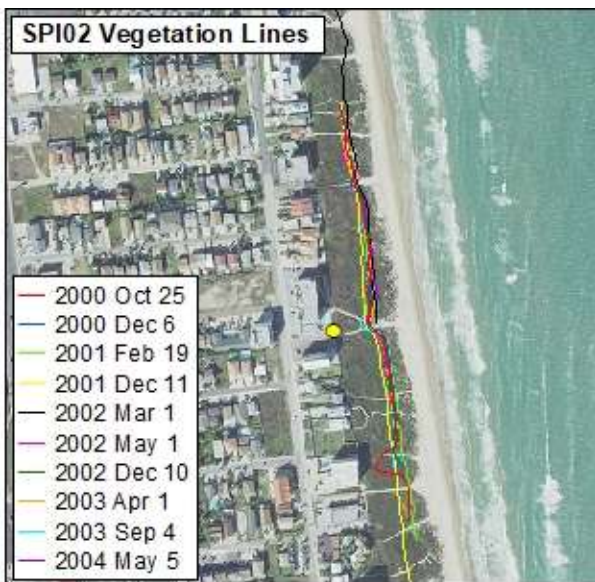 SPI02 Vegetation Lines
2000 Oct 25
2000 Dec 6
2001 Feb 19
2001 Dec 11
2002 Mar 1
2002 May 1
2002 Dec 10
2003 Apr 1
2003 Sep 4
2004 May 5